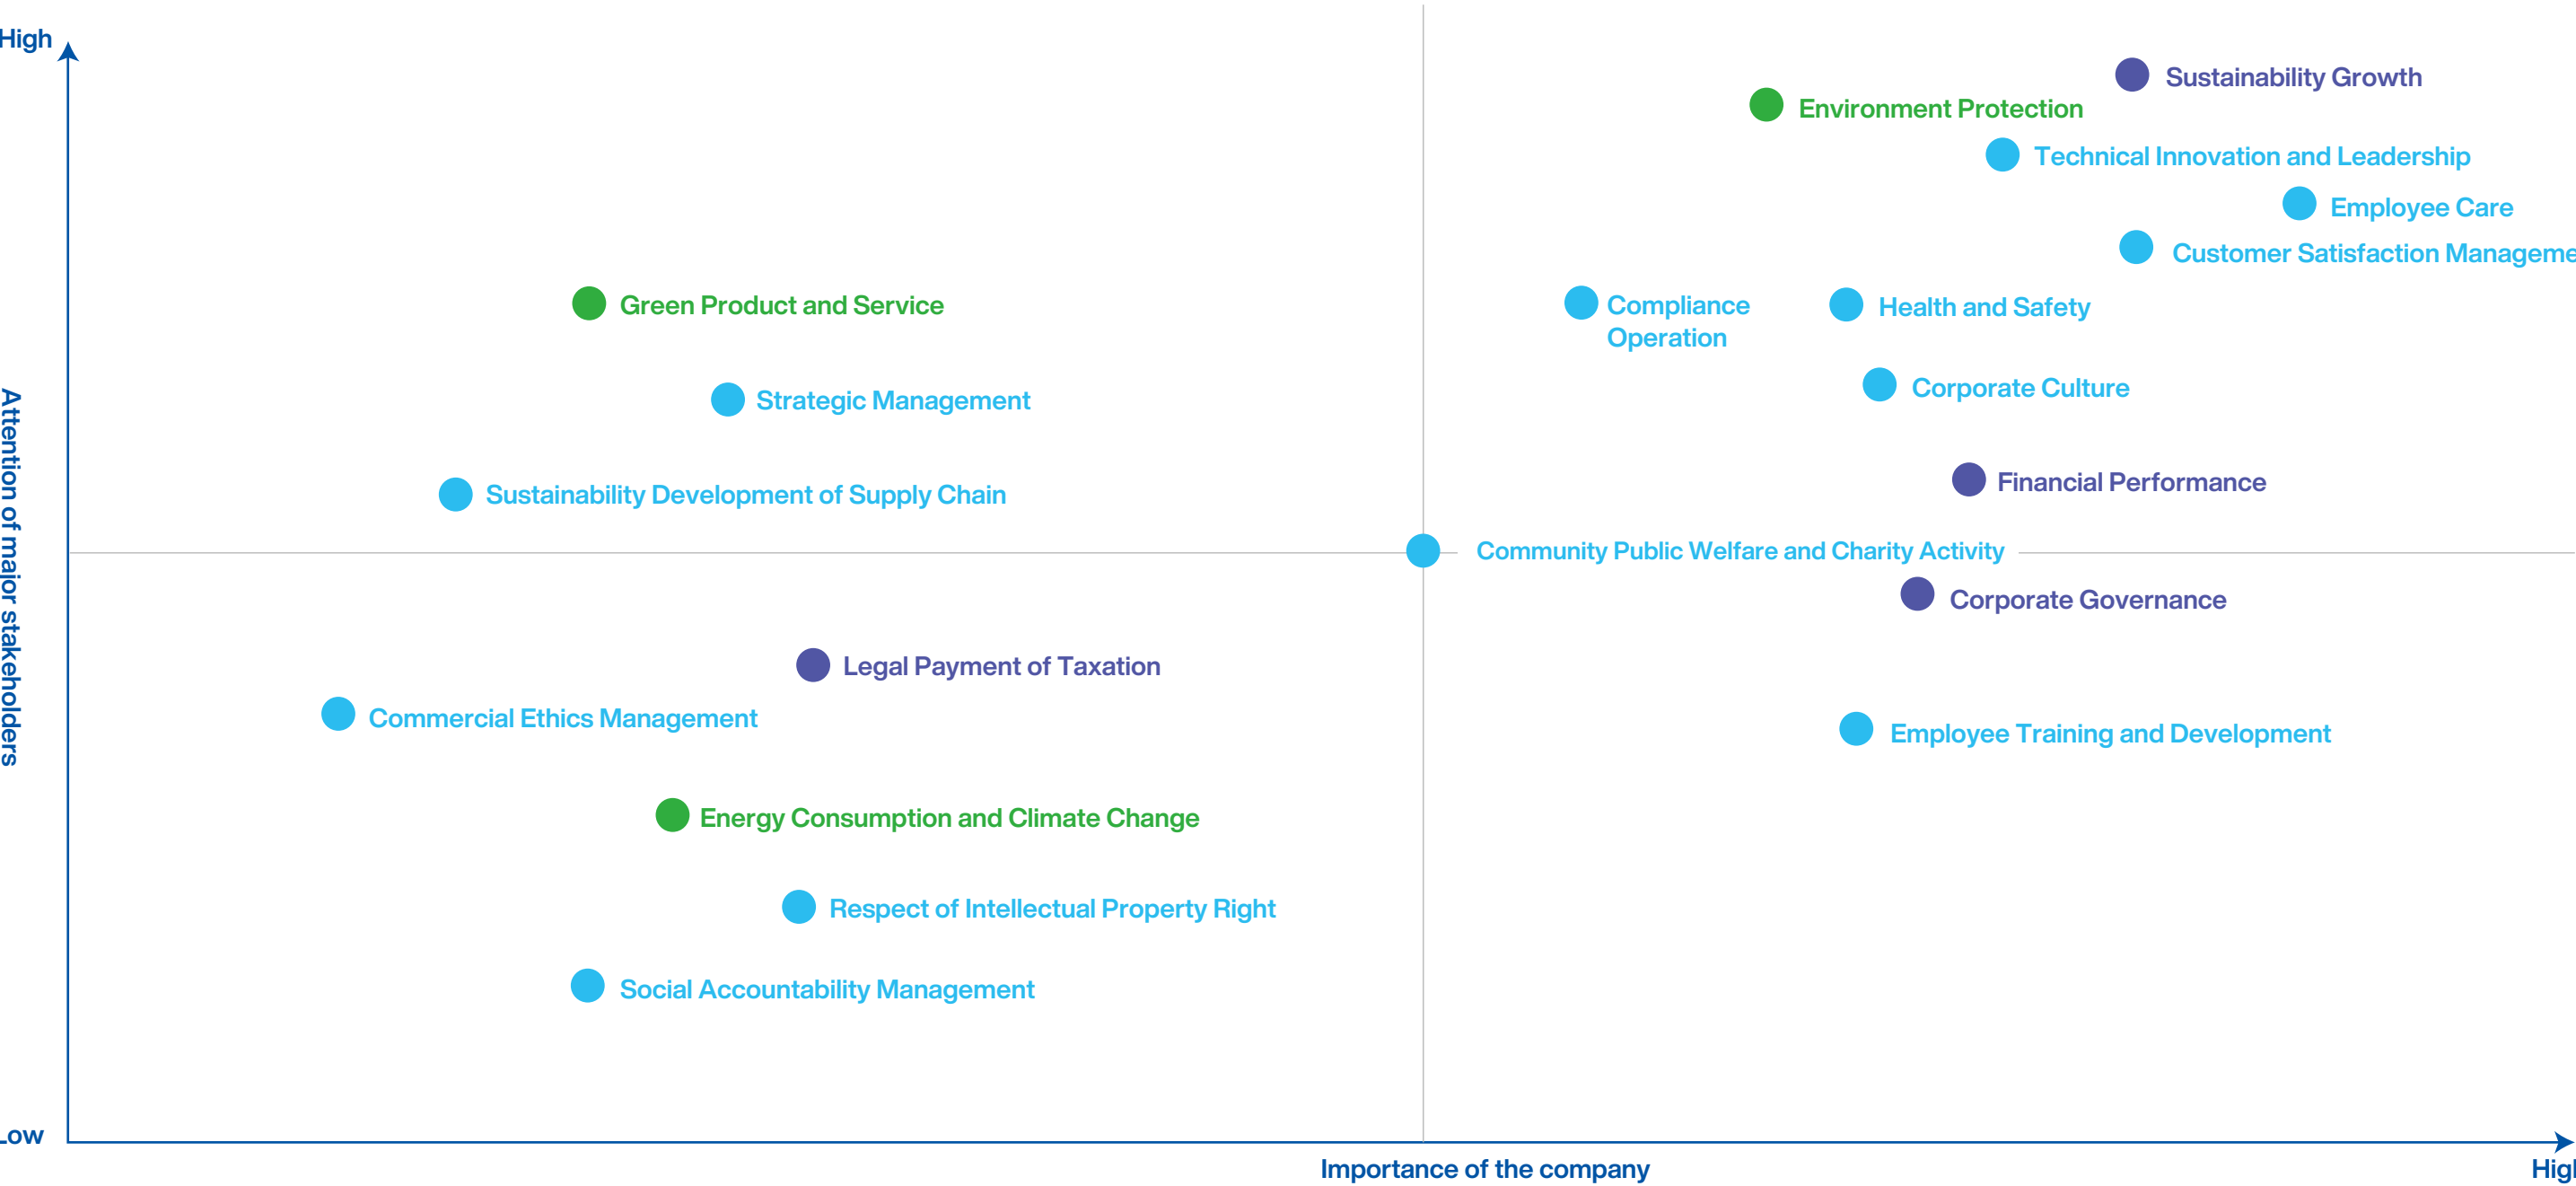 High
Sustainability Growth
Environment Protection
Technical Innovation and Leadership
Employee Care
Customer Satisfaction
Green Product and Service
Compliance
Operation
Health and Safety
Corporate Culture
Strategic Management
Financial Performance
Sustainability Development of Supply Chain
Attention of major stakeholders
Community Public Welfare and Charity Activity
Corporate Governance
Legal Payment of Taxation
Commercial Ethics Management
Employee Training and Development
Energy Consumption and Climate Change
Respect of Intellectual Property Right
Social Accountability Management
Low
Importance of the company